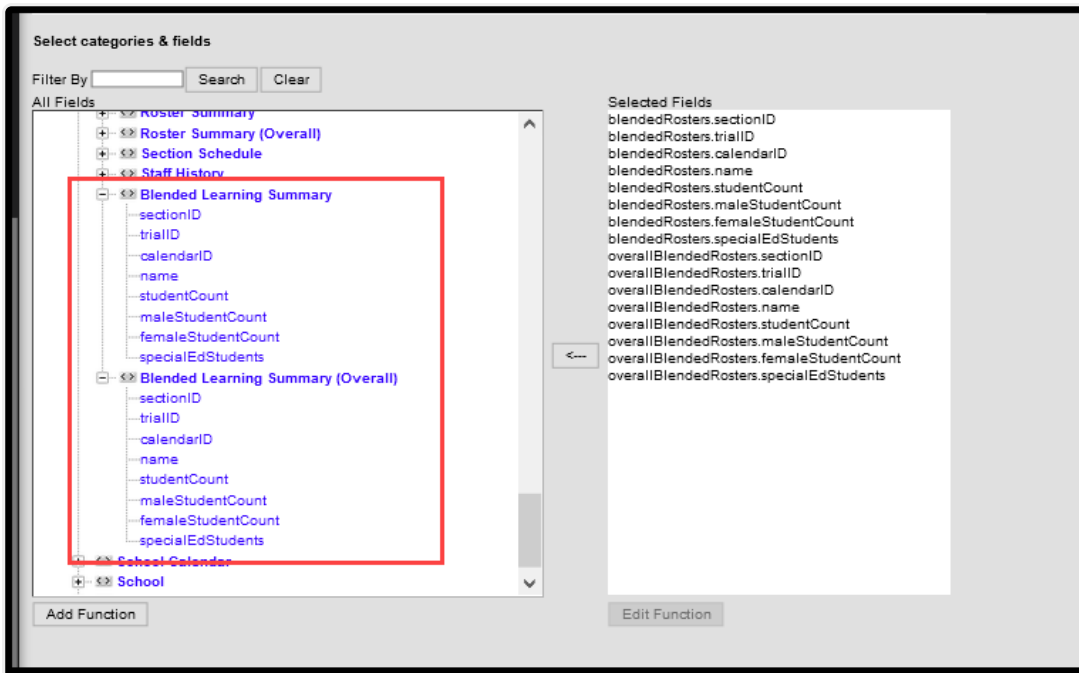 Select categories & fields
Filter By
Search
Clear
All Fields
Roster Summary
Roster Summary (Overall)
Section Schedule
Staff History
Blended Learning Summary
sectionID
trialID
calendarID
name
studentCount
maleStudentCount
femaleStudentCount
specialEdStudents
Blended Learning Summary (Overall)
sectionID
trialID
calendarID
name
studentCount
maleStudentCount
femaleStudentCount
specialEdStudents
School Calendar
School
Add Function
<---
Selected Fields
blendedRosters.sectionID
blendedRosters.trialID
blendedRosters.calendarID
blendedRosters.name
blendedRosters.studentCount
blendedRosters.maleStudentCount
blendedRosters.femaleStudentCount
blendedRosters.specialEdStudents
overallBlendedRosters.sectionID
overallBlendedRosters.trialID
overallBlendedRosters.calendarID
overallBlendedRosters.name
overallBlendedRosters.studentCount
overallBlendedRosters.maleStudentCount
overallBlendedRosters.femaleStudentCount
overallBlendedRosters.specialEdStudents
Edit Function